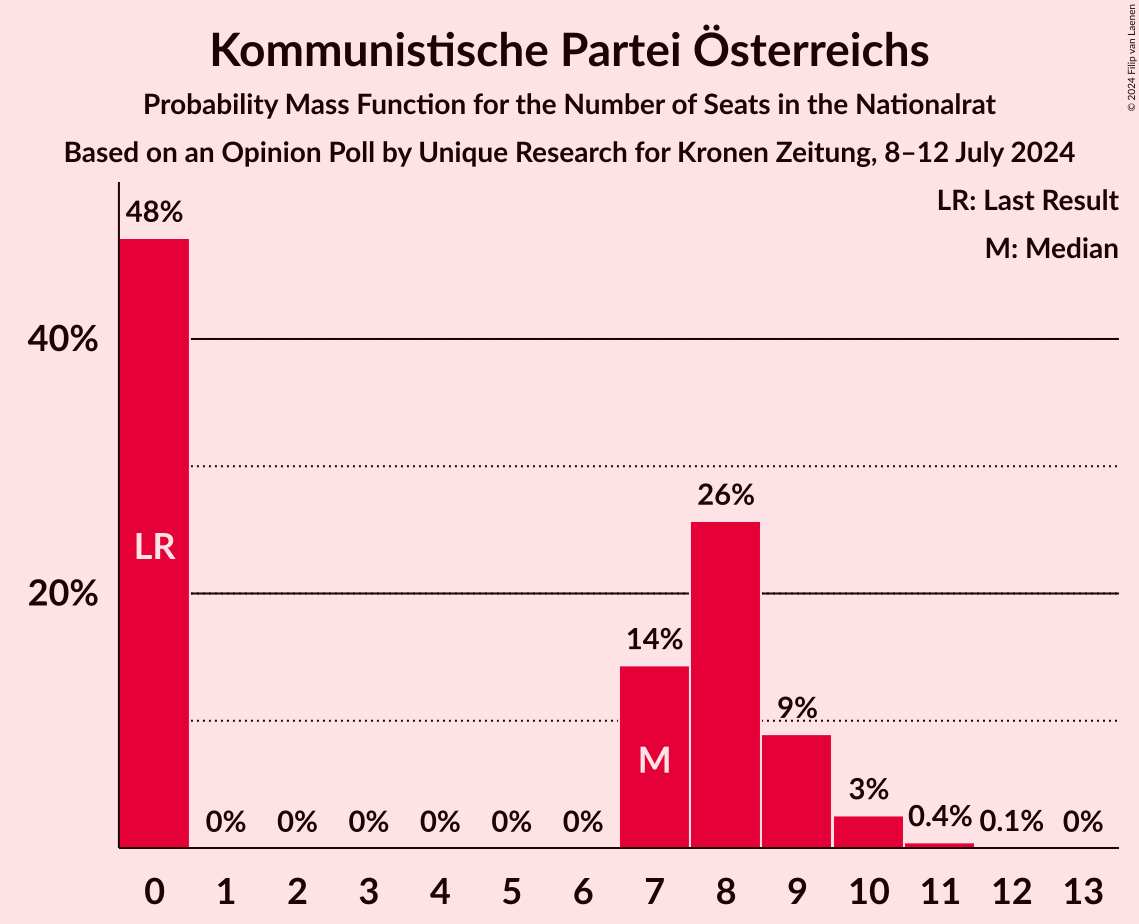 Kommunistische Partei Österreichs
Probability Mass Function for the Number of Seats in the Nationalrat
Based on an Opinion Poll by Unique Research for Kronen Zeitung, 8–12 July 2024
© 2024 Filip van Laenen
LR: Last Result
M: Median
48%
40%
26%
LR
20%
14%
9%
M
3%
0% 0% 0% 0% 0% 0% 0.4% 0.1% 0%
0 1 2 3 4 5 6 7 8 9 10 11 12 13